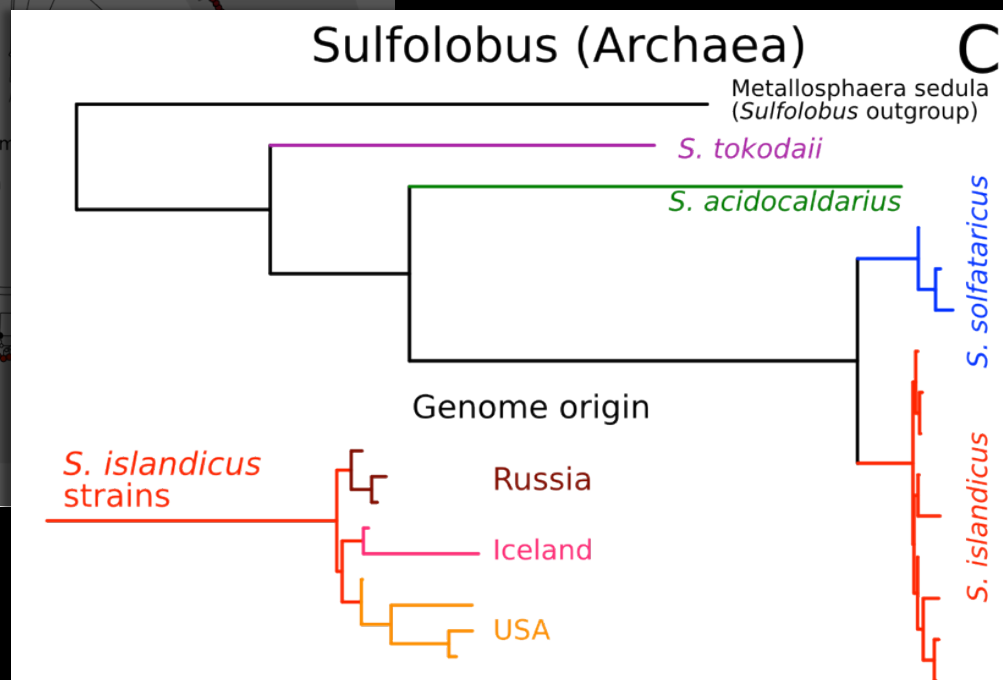 Sulfolobus (Archaea)
C
Metallosphaera sedula
(Sulfolobus outgroup)
S. tokodaii
S. acidocaldarius
S. solfataricus
Genome origin
S. islandicus
strains
Russia
Iceland
USA
S. islandicus